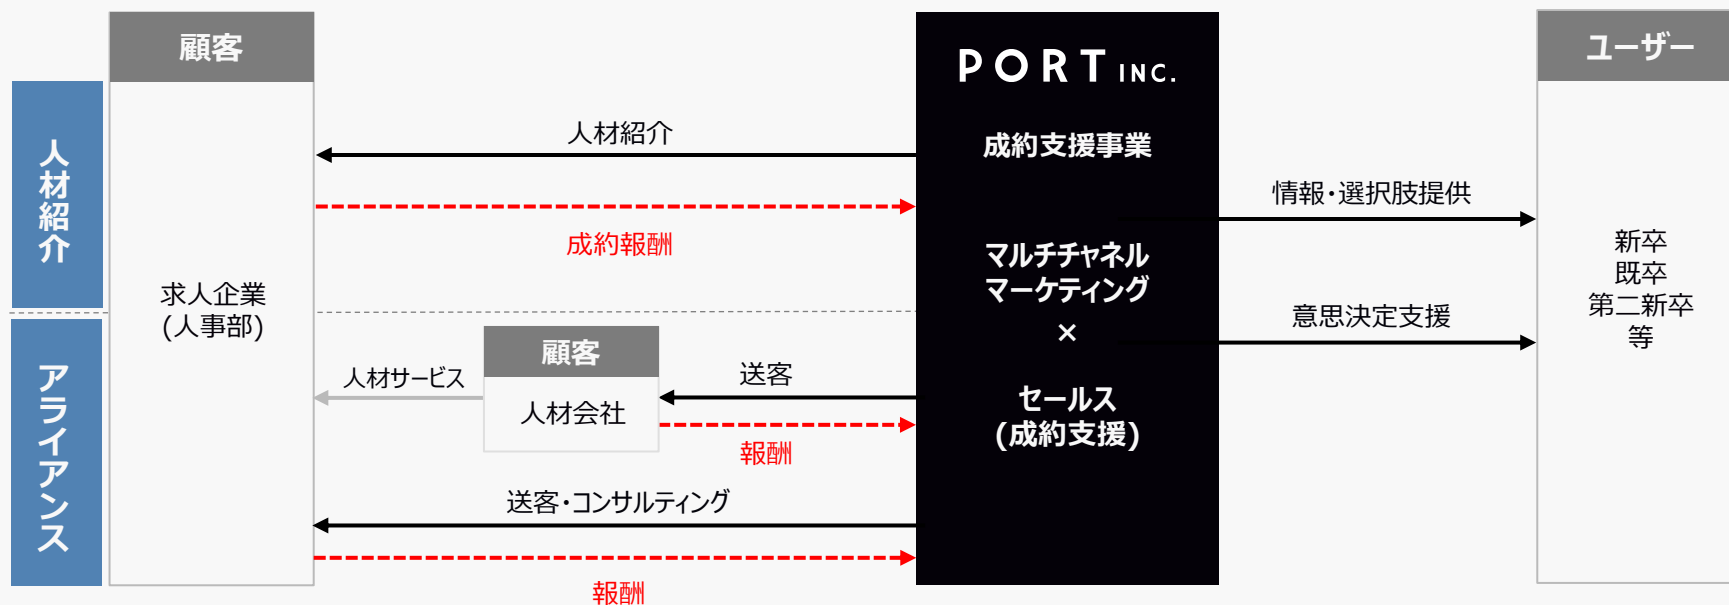 顧客
人材紹介
求人企業
(人事部)
アライアンス
人材紹介
成約報酬
顧客
人材会社
人材サービス
送客
報酬
送客・コンサルティング
報酬
PORT INC.
成約支援事業
マルチチャネル
マーケティング
×
セールス
(成約支援)
情報・選択肢提供
意思決定支援
ユーザー
新卒
既卒
第二新卒
等